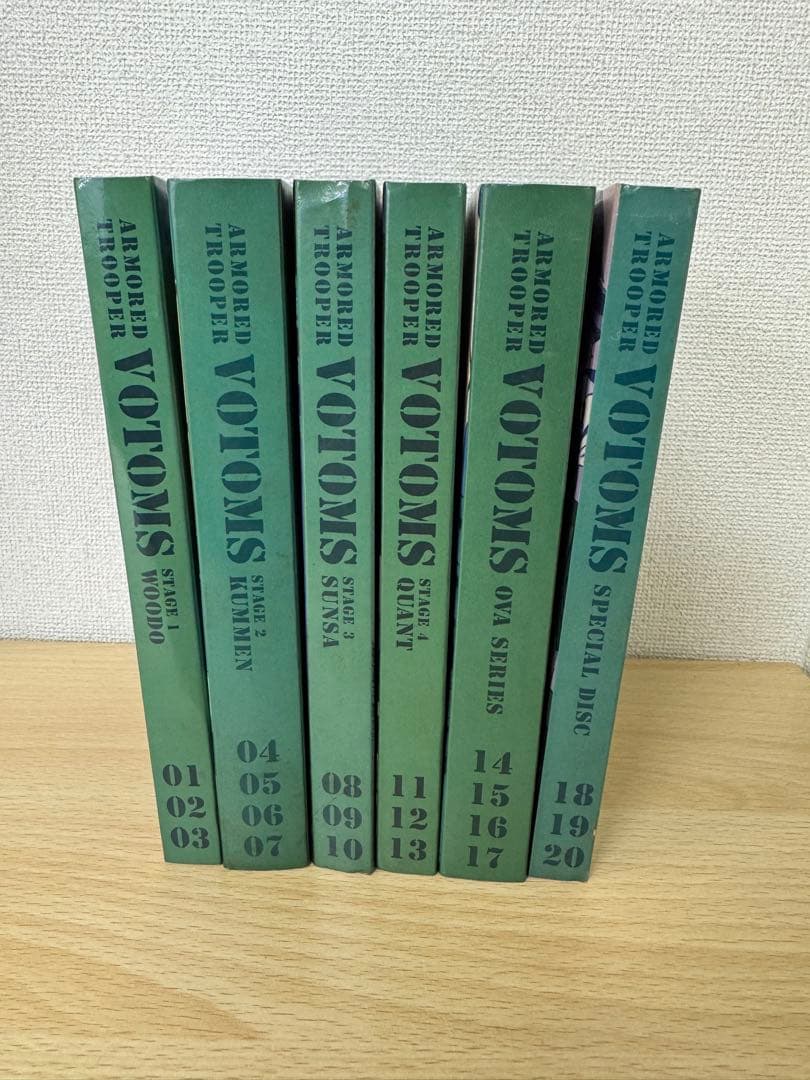 ARMORED
TROOPER
VOTOMS
STAGE 1
WOODO
01
02
03
ARMORED
TROOPER
VOTOMS
STAGE 2
KUMMEN
04
05
06
07
ARMORED
TROOPER
VOTOMS
STAGE 3
SUNSA
08
09
10
ARMORED
TROOPER
VOTOMS
STAGE 4
QUANT
11
12
13
ARMORED
TROOPER
VOTOMS
OVA SERIES
14
15
16
17
ARMORED
TROOPER
VOTOMS
SPECIAL DISC
18
19
20